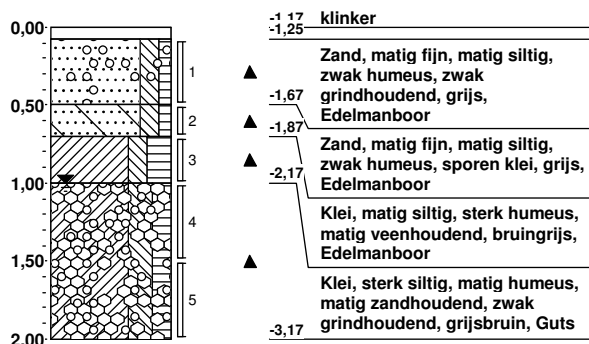 0,00
0,50
1,00
1,50
2,00
1
2
3
4
5
-1,17 klinker
-1,25
Zand, matig fijn, matig siltig,
zwak humeus, zwak
grindhoudend, grijs,
Edelmanboor
-1,67
Zand, matig fijn, matig siltig,
zwak humeus, sporen klei, grijs,
Edelmanboor
-1,87
Klei, matig siltig, sterk humeus,
matig veenhoudend, bruingrijs,
Edelmanboor
-2,17
Klei, sterk siltig, matig humeus,
matig zandhoudend, zwak
grindhoudend, grijsbruin, Guts
-3,17